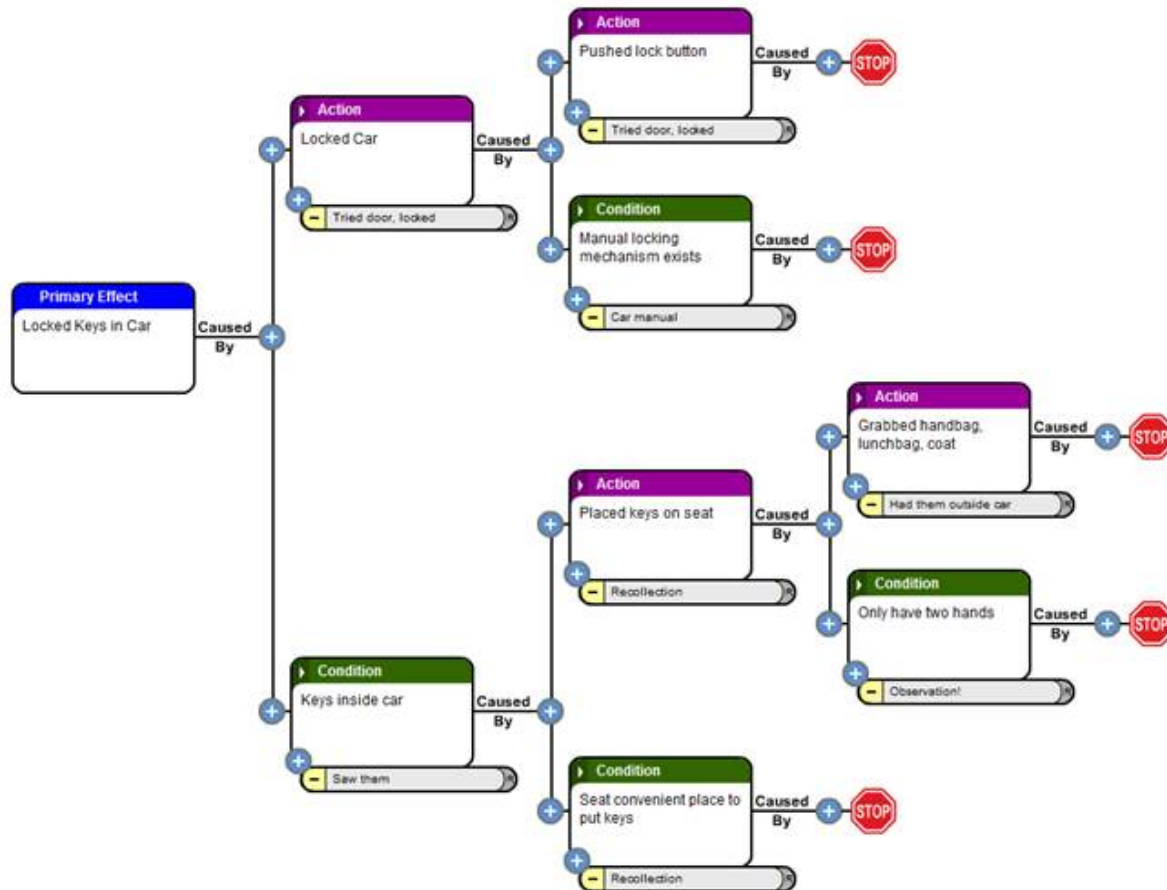 Action
Pushed lock button
Caused
By
STOP
Tried door, locked
Action
Locked Car
Caused
By
Tried door, locked
Condition
Manual locking
mechanism exists
Caused
By
STOP
Car manual
Primary Effect
Locked Keys in Car
Caused
By
Action
Grabbed handbag,
lunchbag, coat
Caused
By
STOP
Had them outside car
Action
Placed keys on seat
Caused
By
Recollection
Condition
Only have two hands
Caused
By
STOP
Observation!
Condition
Keys inside car
Caused
By
Saw them
Condition
Seat convenient place to
put keys
Caused
By
STOP
Recollection